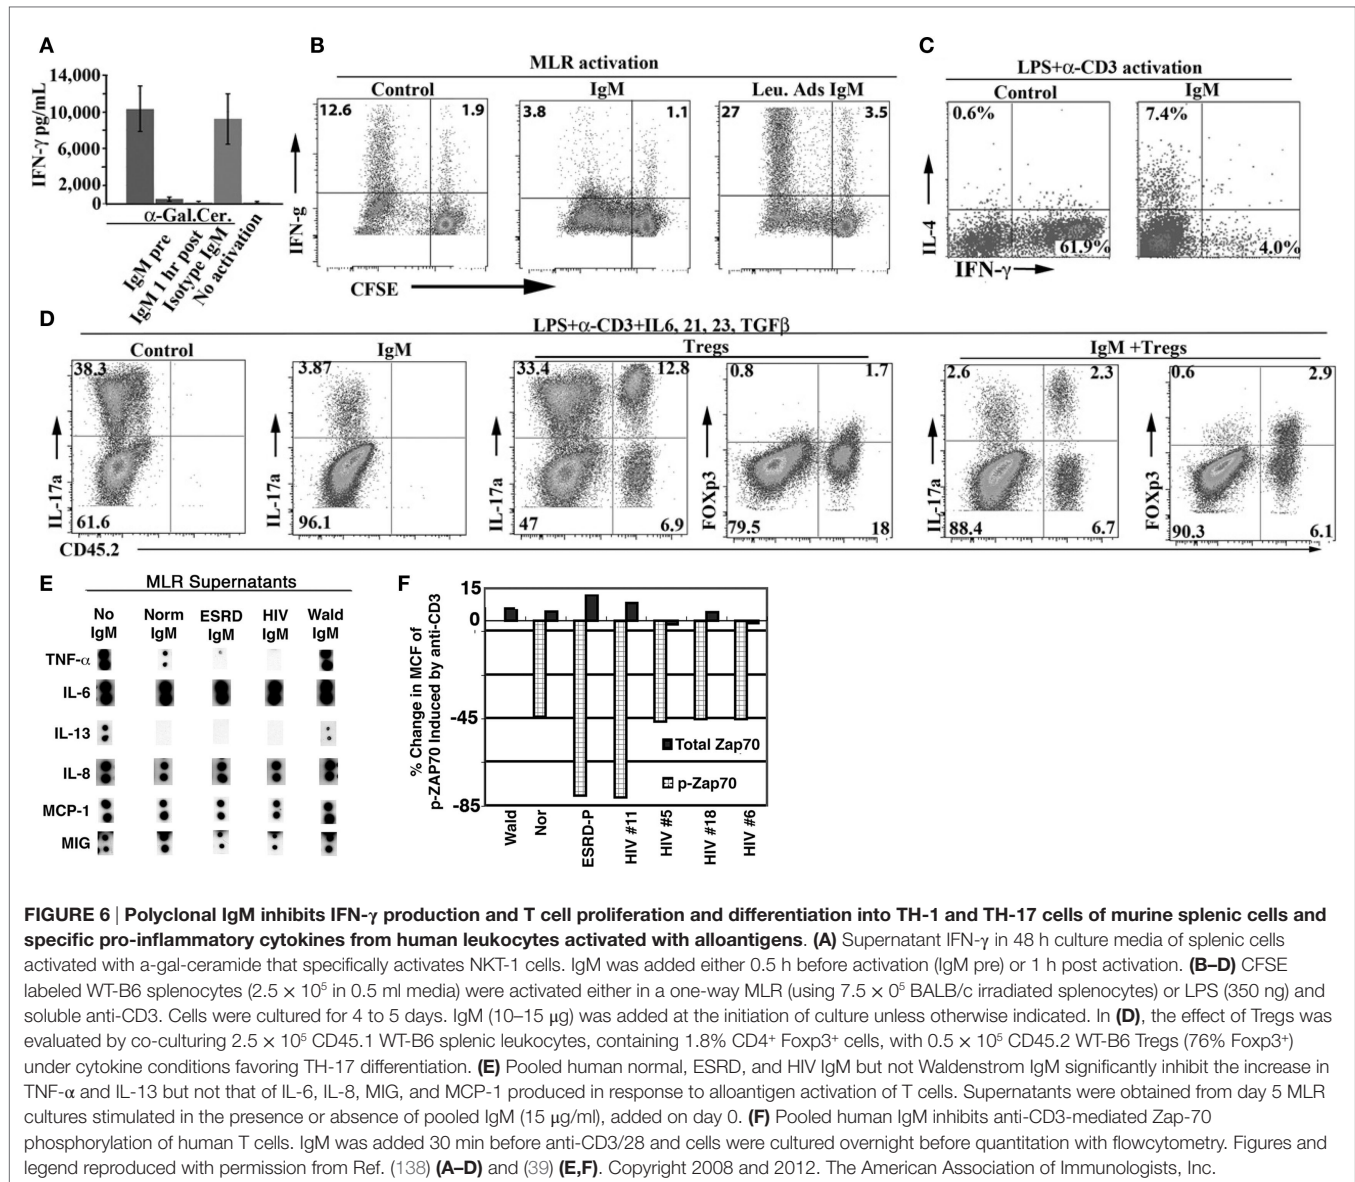 A
14,000
10,000
6,000
2,000
0
IFN-γ pg/mL
α-Gal.Cer.
IgM pre
IgM 1 hr post
Isotype IgM
No activation
B
MLR activation
Control
IgM
Leu. Ads IgM
12.6
1.9
3.8
1.1
27
3.5
IFN-g
CFSE
C
LPS+α-CD3 activation
Control
IgM
0.6%
61.9%
7.4%
4.0%
IL-4
IFN-γ
D
LPS+α-CD3+IL6, 21, 23, TGFβ
Control
IgM
Tregs
IgM +Tregs
38.3
61.6
IL-17a
3.87
96.1
IL-17a
33.4
12.8
47
6.9
IL-17a
0.8
1.7
79.5
18
FOXp3
2.6
2.3
88.4
6.7
IL-17a
0.6
2.9
90.3
6.1
FOXp3
CD45.2
E
MLR Supernatants
No IgM
Norm IgM
ESRD IgM
HIV IgM
Wald IgM
TNF-α
IL-6
IL-13
IL-8
MCP-1
MIG
F
% Change in MCF of
p-ZAP70 Induced by anti-CD3
15
0
-45
-85
Total Zap70
p-Zap70
Wald
Nor
ESRD-P
HIV #11
HIV #5
HIV #18
HIV #6
FIGURE 6 | Polyclonal IgM inhibits IFN-γ production and T cell proliferation and differentiation into TH-1 and TH-17 cells of murine splenic cells and
specific pro-inflammatory cytokines from human leukocytes activated with alloantigens. (A) Supernatant IFN-γ in 48 h culture media of splenic cells
activated with a-gal-ceramide that specifically activates NKT-1 cells. IgM was added either 0.5 h before activation (IgM pre) or 1 h post activation. (B–D) CFSE
labeled WT-B6 splenocytes (2.5 × 10⁵ in 0.5 ml media) were activated either in a one-way MLR (using 7.5 × 0⁵ BALB/c irradiated splenocytes) or LPS (350 ng) and
soluble anti-CD3. Cells were cultured for 4 to 5 days. IgM (10–15 μg) was added at the initiation of culture unless otherwise indicated. In (D), the effect of Tregs was
evaluated by co-culturing 2.5 × 10⁵ CD45.1 WT-B6 splenic leukocytes, containing 1.8% CD4⁺ Foxp3⁺ cells, with 0.5 × 10⁵ CD45.2 WT-B6 Tregs (76% Foxp3⁺)
under cytokine conditions favoring TH-17 differentiation. (E) Pooled human normal, ESRD, and HIV IgM but not Waldenstrom IgM significantly inhibit the increase in
TNF-α and IL-13 but not that of IL-6, IL-8, MIG, and MCP-1 produced in response to alloantigen activation of T cells. Supernatants were obtained from day 5 MLR
cultures stimulated in the presence or absence of pooled IgM (15 μg/ml), added on day 0. (F) Pooled human IgM inhibits anti-CD3-mediated Zap-70
phosphorylation of human T cells. IgM was added 30 min before anti-CD3/28 and cells were cultured overnight before quantitation with flowcytometry. Figures and
legend reproduced with permission from Ref. (138) (A–D) and (39) (E,F). Copyright 2008 and 2012. The American Association of Immunologists, Inc.